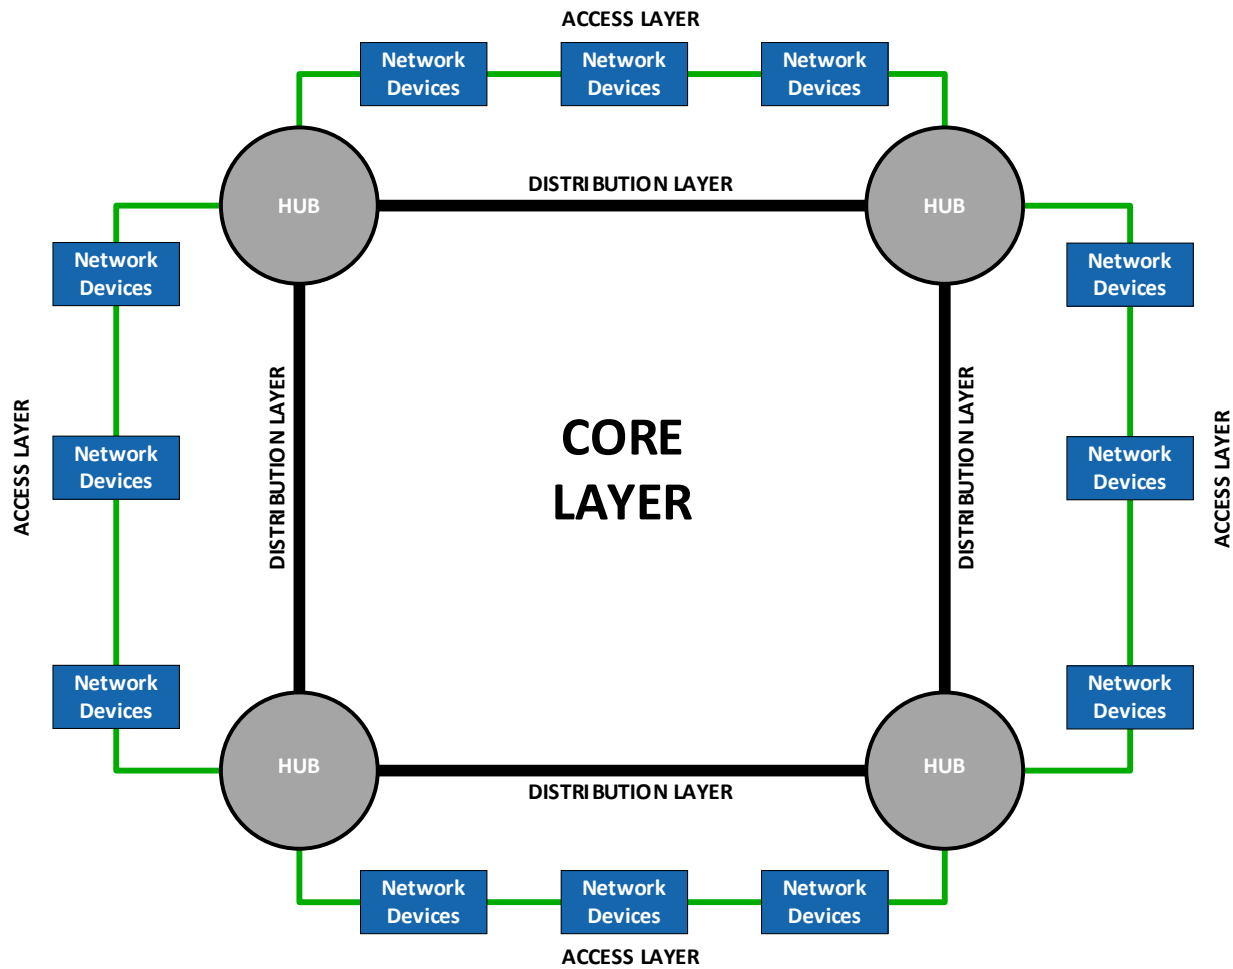 ACCESS LAYER
Network
Devices
Network
Devices
Network
Devices
HUB
DISTRIBUTION LAYER
HUB
Network
Devices
Network
Devices
ACCESS LAYER
Network
Devices
DISTRIBUTION LAYER
CORE
LAYER
DISTRIBUTION LAYER
Network
Devices
ACCESS LAYER
Network
Devices
Network
Devices
HUB
DISTRIBUTION LAYER
HUB
Network
Devices
Network
Devices
Network
Devices
ACCESS LAYER